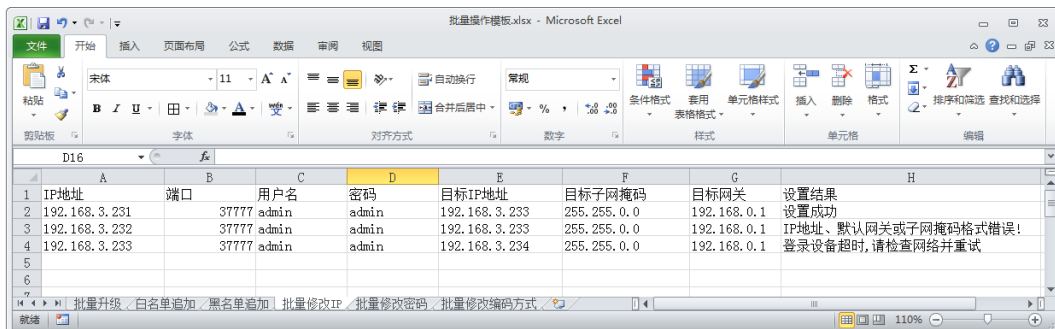 批量操作模板.xlsx - Microsoft Excel
文件 开始 插入 页面布局 公式 数据 审阅 视图
宋体 11 A A 自动换行 常规
粘贴 B I U A 合并后居中 % , 条件格式 套用 表格格式 单元格样式 插入 删除 格式 Σ 排序和筛选 查找和选择
剪贴板 字体 对齐方式 数字 样式 单元格 编辑
D16 fx
A B C D E F G H
1 IP地址 端口 用户名 密码 目标IP地址 目标子网掩码 目标网关 设置结果
2 192.168.3.231 37777 admin admin 192.168.3.233 255.255.0.0 192.168.0.1 设置成功
3 192.168.3.232 37777 admin admin 192.168.3.233 255.255.0.0 192.168.0.1 IP地址、默认网关或子网掩码格式错误!
4 192.168.3.233 37777 admin admin 192.168.3.234 255.255.0.0 192.168.0.1 登录设备超时,请检查网络并重试
5
6
批量升级 白名单追加 黑名单追加 批量修改IP 批量修改密码 批量修改编码方式
就绪 110%